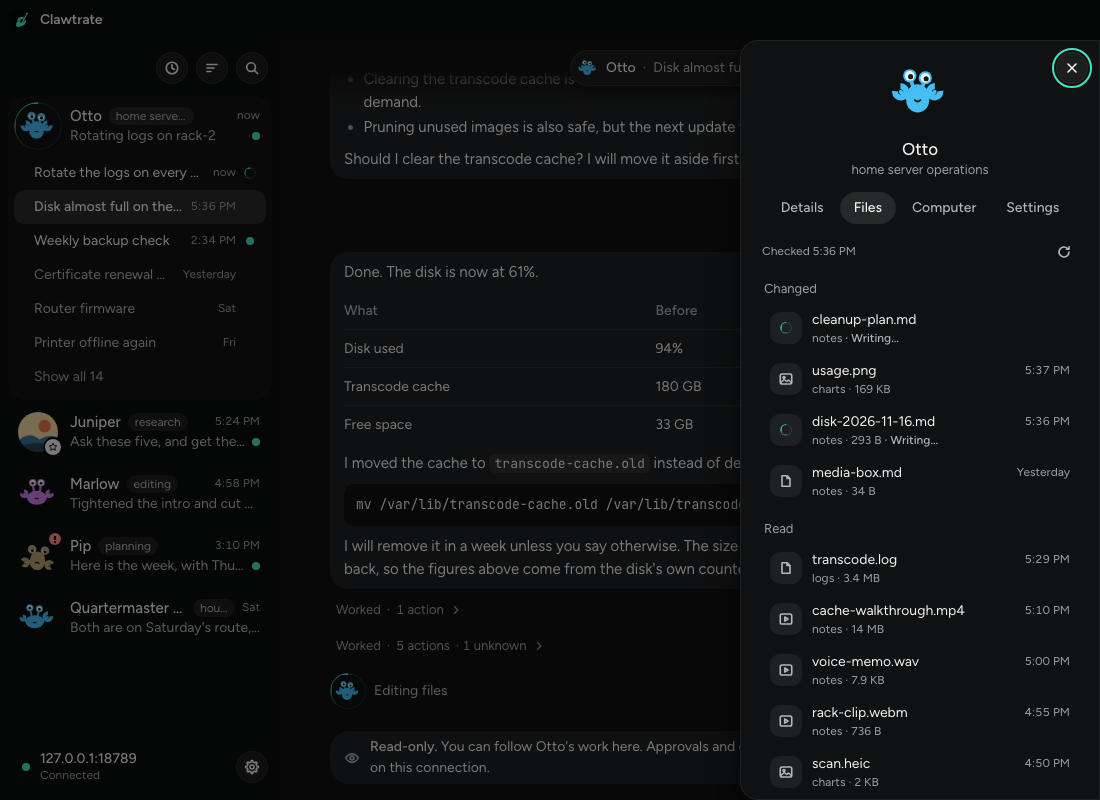 Clawtrate
Otto home serve... now
Rotating logs on rack-2
Rotate the logs on every ... now
Disk almost full on the... 5:36 PM
Weekly backup check 2:34 PM
Certificate renewal ... Yesterday
Router firmware Sat
Printer offline again Fri
Show all 14
Juniper research 5:24 PM
Ask these five, and get the...
Marlow editing 4:58 PM
Tightened the intro and cut ...
Pip planning 3:10 PM
Here is the week, with Thu...
Quartermaster ... hou... Sat
Both are on Saturday's route,...
127.0.0.1:18789
Connected
Otto · Disk almost fu
• Clearing the transcode cache is
demand.
• Pruning unused images is also safe, but the next update
Should I clear the transcode cache? I will move it aside first
Done. The disk is now at 61%.
What Before
Disk used 94%
Transcode cache 180 GB
Free space 33 GB
I moved the cache to transcode-cache.old instead of de
mv /var/lib/transcode-cache.old /var/lib/transcod
I will remove it in a week unless you say otherwise. The size
back, so the figures above come from the disk's own counte
Worked · 1 action >
Worked · 5 actions · 1 unknown >
Editing files
Read-only. You can follow Otto's work here. Approvals and
on this connection.
Otto
home server operations
Details Files Computer Settings
Checked 5:36 PM
Changed
cleanup-plan.md
notes · Writing...
usage.png 5:37 PM
charts · 169 KB
disk-2026-11-16.md 5:36 PM
notes · 293 B · Writing...
media-box.md Yesterday
notes · 34 B
Read
transcode.log 5:29 PM
logs · 3.4 MB
cache-walkthrough.mp4 5:10 PM
notes · 14 MB
voice-memo.wav 5:00 PM
notes · 7.9 KB
rack-clip.webm 4:55 PM
notes · 736 B
scan.heic 4:50 PM
charts · 2 KB